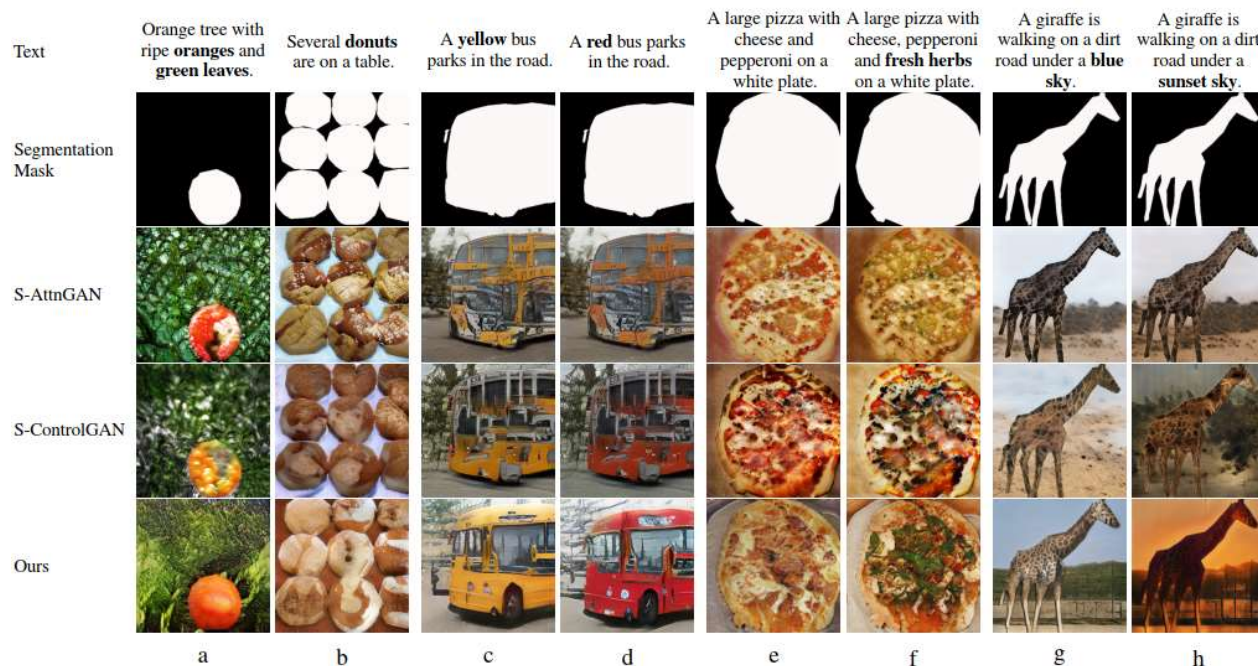 Text
Orange tree with
ripe oranges and
green leaves.
Several donuts
are on a table.
A yellow bus
parks in the road.
A red bus parks
in the road.
A large pizza with
cheese and
pepperoni on a
white plate.
A large pizza with
cheese, pepperoni
and fresh herbs
on a white plate.
A giraffe is
walking on a dirt
road under a blue
sky.
A giraffe is
walking on a dirt
road under a
sunset sky.
Segmentation
Mask
S-AttnGAN
S-ControlGAN
Ours
a b c d e f g h